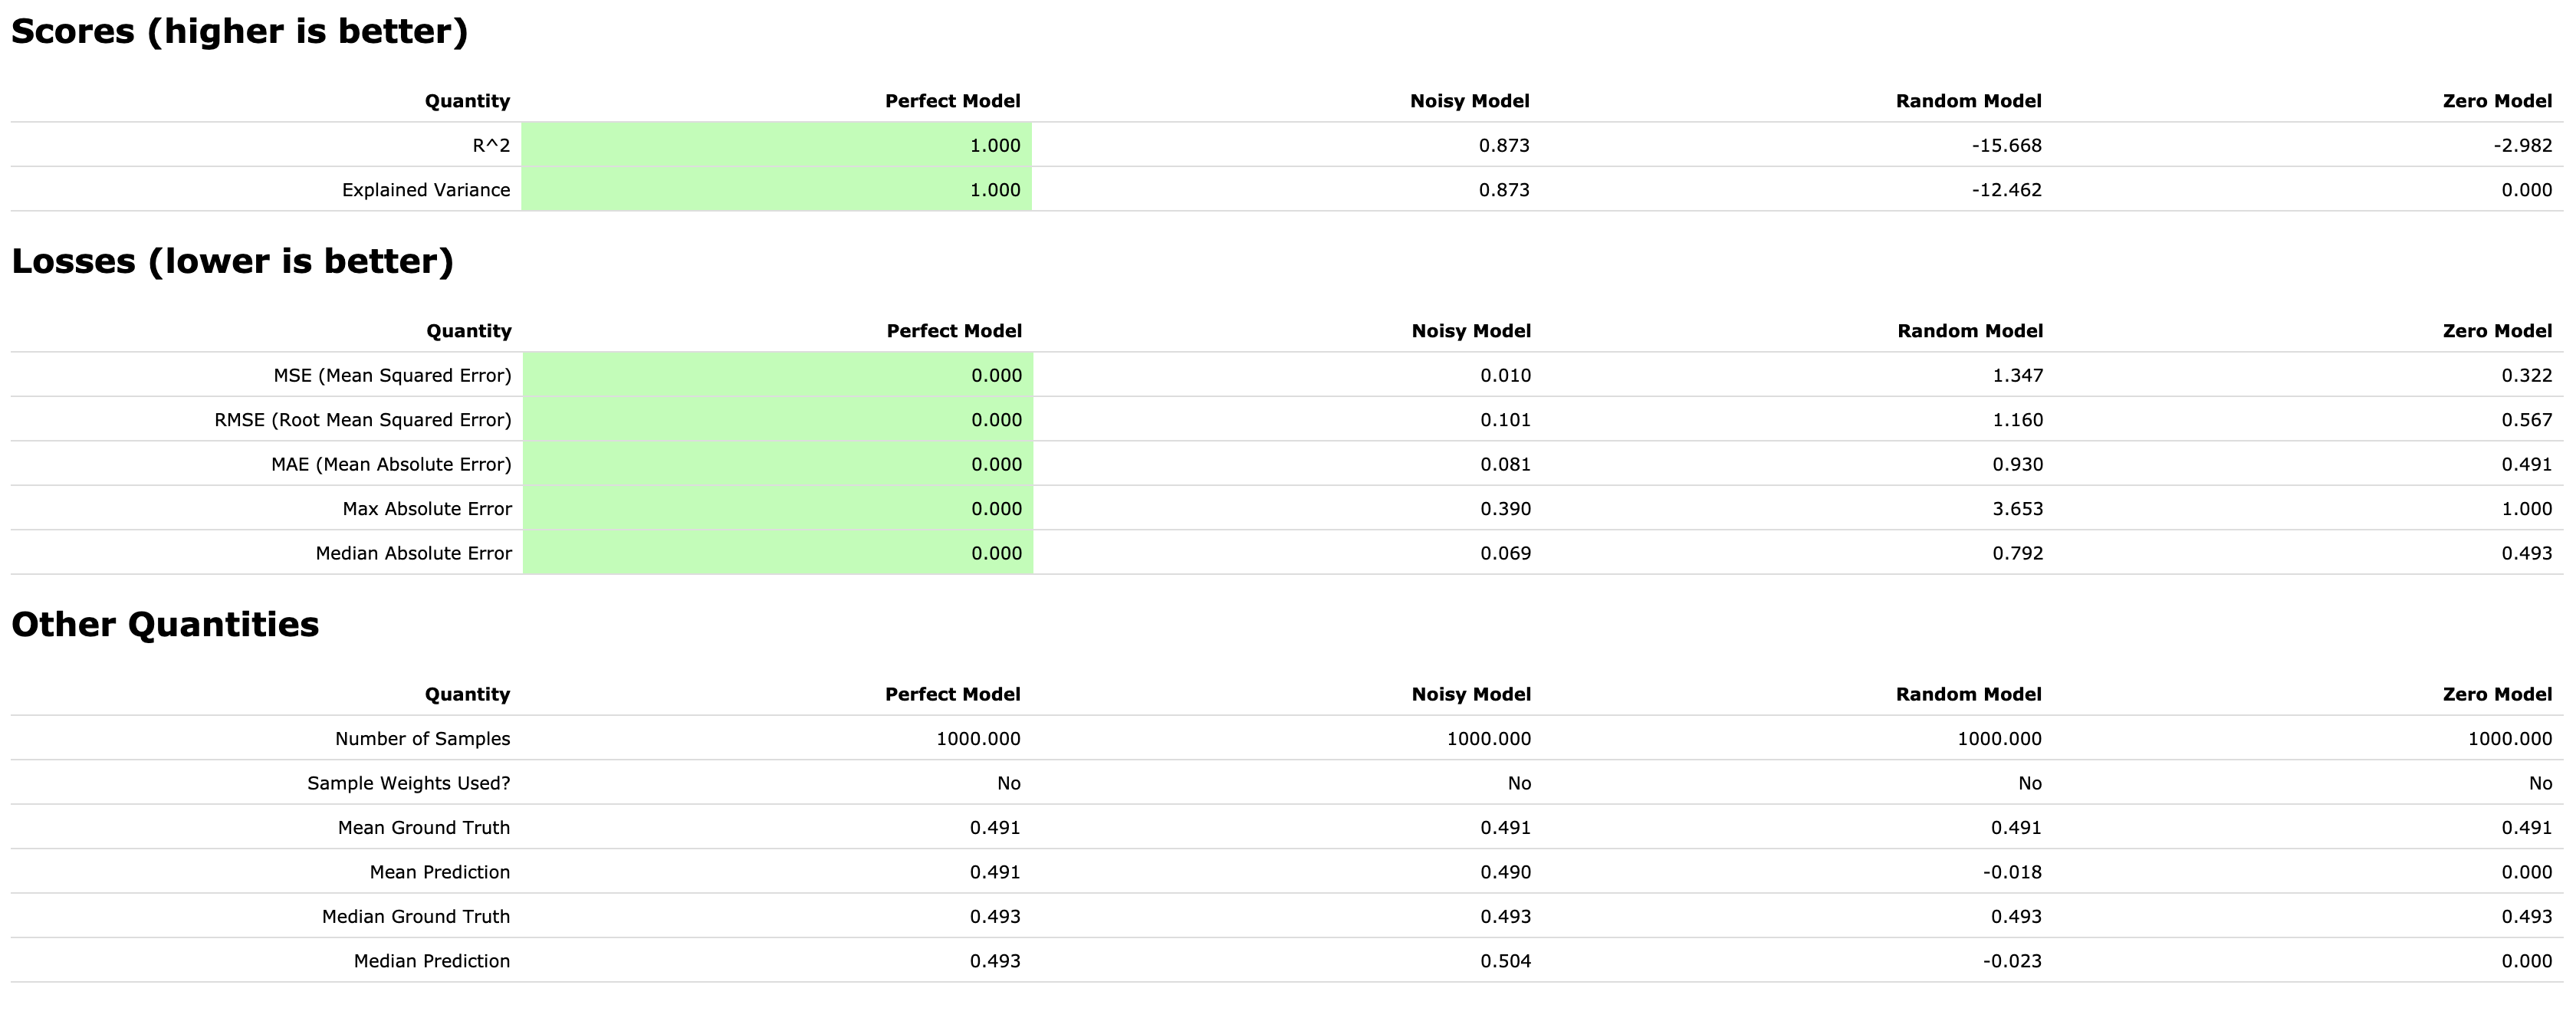 Scores (higher is better)
Quantity Perfect Model Noisy Model Random Model Zero Model
R^2 1.000 0.873 -15.668 -2.982
Explained Variance 1.000 0.873 -12.462 0.000
Losses (lower is better)
Quantity Perfect Model Noisy Model Random Model Zero Model
MSE (Mean Squared Error) 0.000 0.010 1.347 0.322
RMSE (Root Mean Squared Error) 0.000 0.101 1.160 0.567
MAE (Mean Absolute Error) 0.000 0.081 0.930 0.491
Max Absolute Error 0.000 0.390 3.653 1.000
Median Absolute Error 0.000 0.069 0.792 0.493
Other Quantities
Quantity Perfect Model Noisy Model Random Model Zero Model
Number of Samples 1000.000 1000.000 1000.000 1000.000
Sample Weights Used? No No No No
Mean Ground Truth 0.491 0.491 0.491 0.491
Mean Prediction 0.491 0.490 -0.018 0.000
Median Ground Truth 0.493 0.493 0.493 0.493
Median Prediction 0.493 0.504 -0.023 0.000